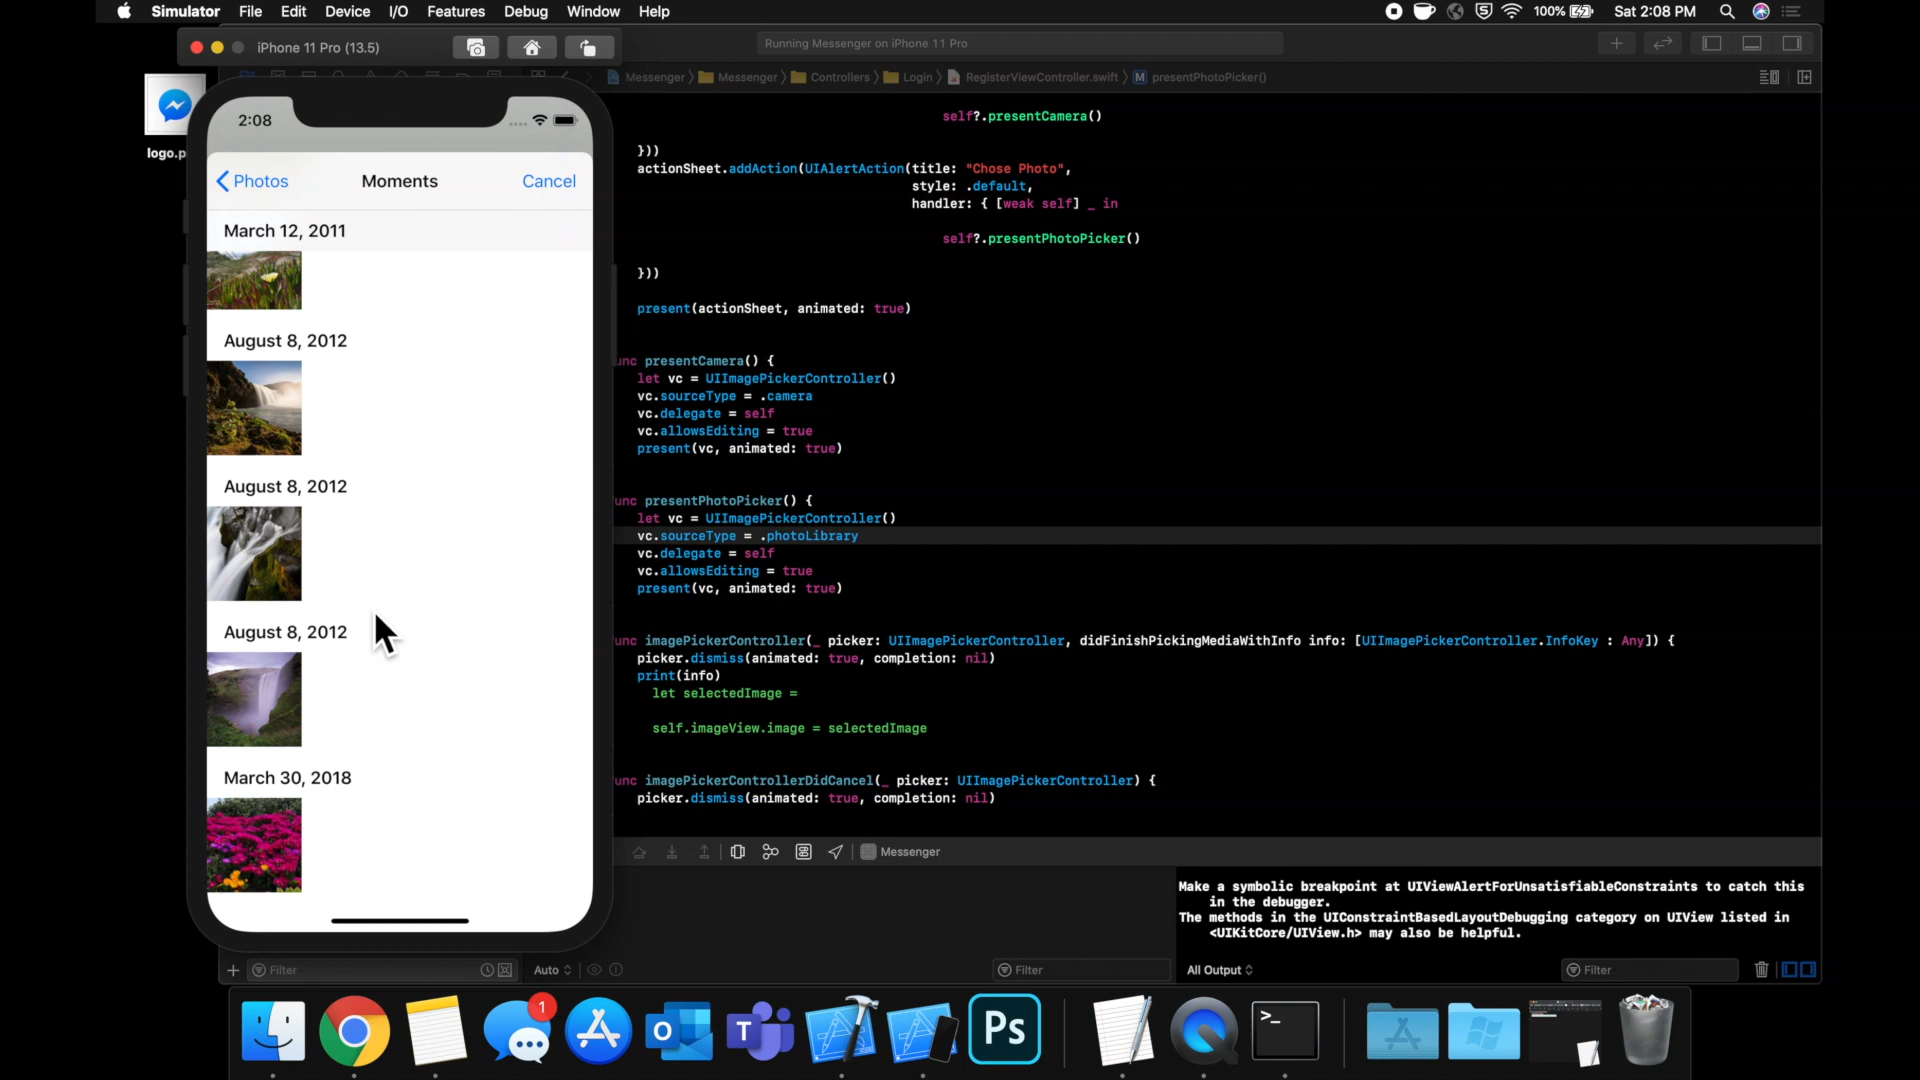 Simulator File Edit Device I/O Features Debug Window Help
100% Sat 2:08 PM
iPhone 11 Pro (13.5)
Running Messenger on iPhone 11 Pro
Messenger Messenger Controllers Login RegisterViewController.swift M presentPhotoPicker()
logo.p
2:08
Photos Moments Cancel
March 12, 2011
August 8, 2012
August 8, 2012
August 8, 2012
March 30, 2018
self?.presentCamera()
}))
actionSheet.addAction(UIAlertAction(title: "Chose Photo",
style: .default,
handler: { [weak self] _ in
self?.presentPhotoPicker()
}))
present(actionSheet, animated: true)
unc presentCamera() {
let vc = UIImagePickerController()
vc.sourceType = .camera
vc.delegate = self
vc.allowsEditing = true
present(vc, animated: true)
unc presentPhotoPicker() {
let vc = UIImagePickerController()
vc.sourceType = .photoLibrary
vc.delegate = self
vc.allowsEditing = true
present(vc, animated: true)
unc imagePickerController(_ picker: UIImagePickerController, didFinishPickingMediaWithInfo info: [UIImagePickerController.InfoKey : Any]) {
picker.dismiss(animated: true, completion: nil)
print(info)
let selectedImage =
self.imageView.image = selectedImage
unc imagePickerControllerDidCancel(_ picker: UIImagePickerController) {
picker.dismiss(animated: true, completion: nil)
Messenger
Make a symbolic breakpoint at UIViewAlertForUnsatisfiableConstraints to catch this
in the debugger.
The methods in the UIConstraintBasedLayoutDebugging category on UIView listed in
<UIKitCore/UIView.h> may also be helpful.
Filter Auto Filter All Output Filter
1
O T Ps >_